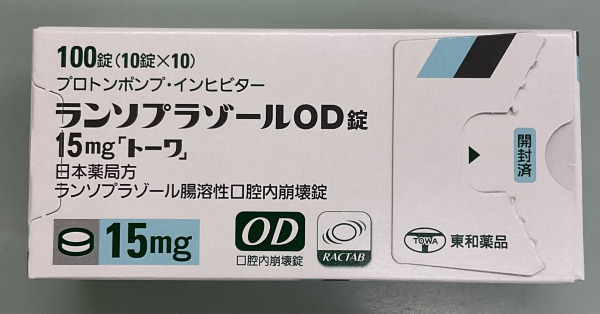 100錠(10錠×10)
プロトンポンプ・インヒビター
ランソプラゾールOD錠
15mg「トーワ」
日本薬局方
ランソプラゾール腸溶性口腔内崩壊錠
15mg
OD
口腔内崩壊錠
RACTAB
開封済
TOWA 東和薬品